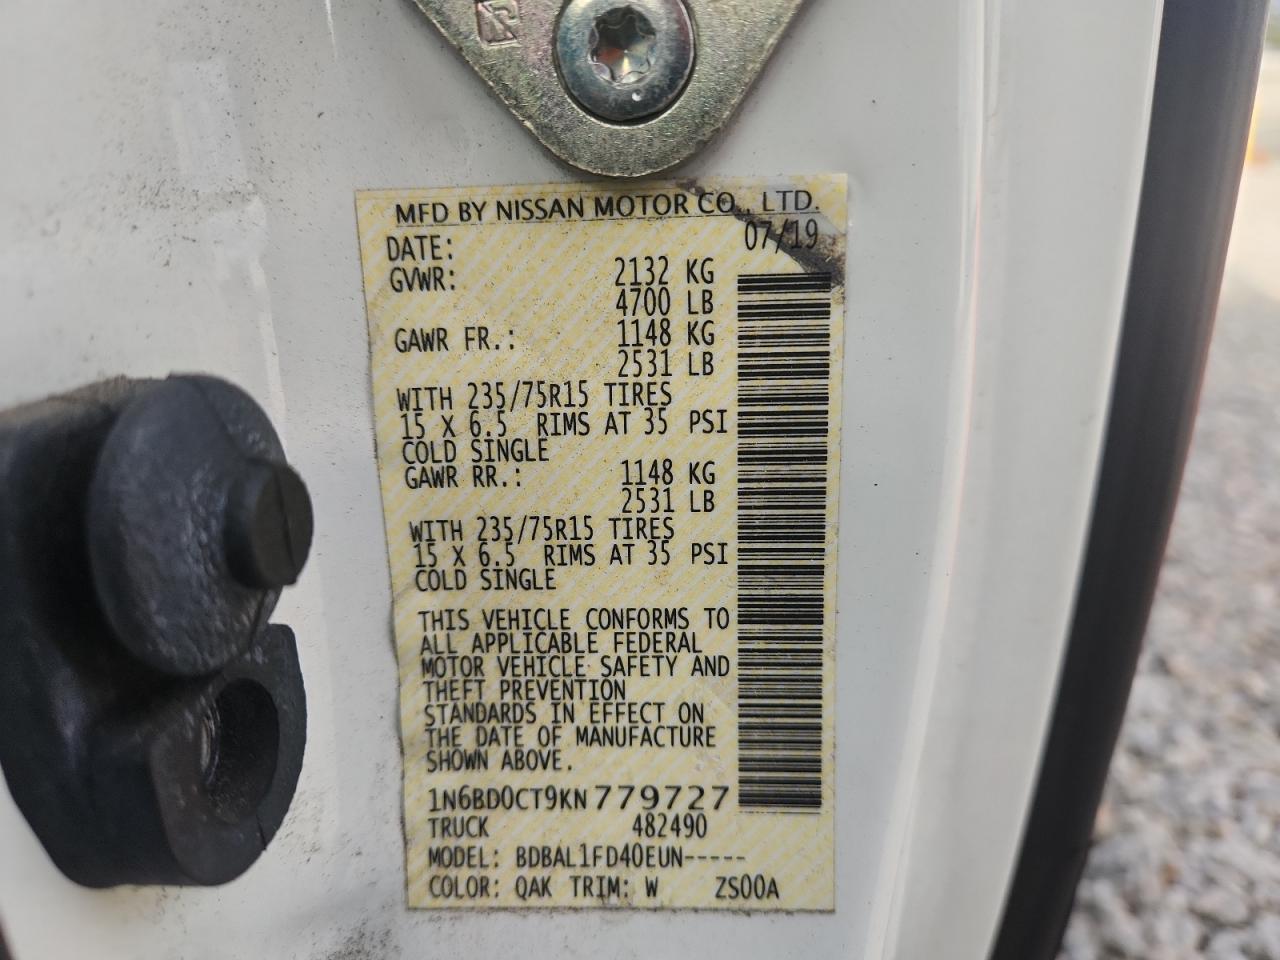 MFD BY NISSAN MOTOR CO., LTD.
DATE: 07/19
GVWR: 2132 KG
4700 LB
GAWR FR.: 1148 KG
2531 LB
WITH 235/75R15 TIRES
15 X 6.5 RIMS AT 35 PSI
COLD SINGLE
GAWR RR.: 1148 KG
2531 LB
WITH 235/75R15 TIRES
15 X 6.5 RIMS AT 35 PSI
COLD SINGLE
THIS VEHICLE CONFORMS TO
ALL APPLICABLE FEDERAL
MOTOR VEHICLE SAFETY AND
THEFT PREVENTION
STANDARDS IN EFFECT ON
THE DATE OF MANUFACTURE
SHOWN ABOVE.
1N6BD0CT9KN779727
TRUCK 482490
MODEL: BDBAL1FD40EUN-----
COLOR: QAK TRIM: W ZS00A